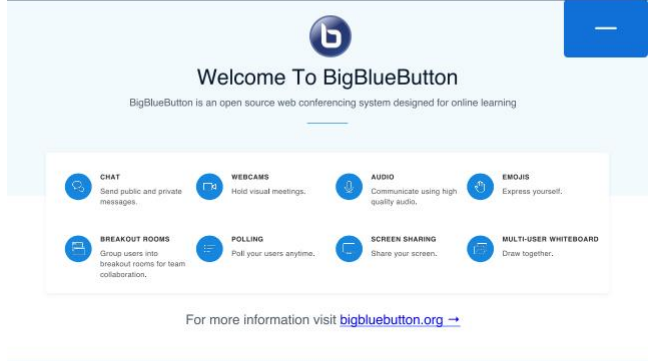 Welcome To BigBlueButton
BigBlueButton is an open source web conferencing system designed for online learning
CHAT
Send public and private
messages.
WEBCAMS
Hold visual meetings.
AUDIO
Communicate using high
quality audio.
EMOJIS
Express yourself.
BREAKOUT ROOMS
Group users into
breakout rooms for team
collaboration.
POLLING
Poll your users anytime.
SCREEN SHARING
Share your screen.
MULTI-USER WHITEBOARD
Draw together.
For more information visit bigbluebutton.org →